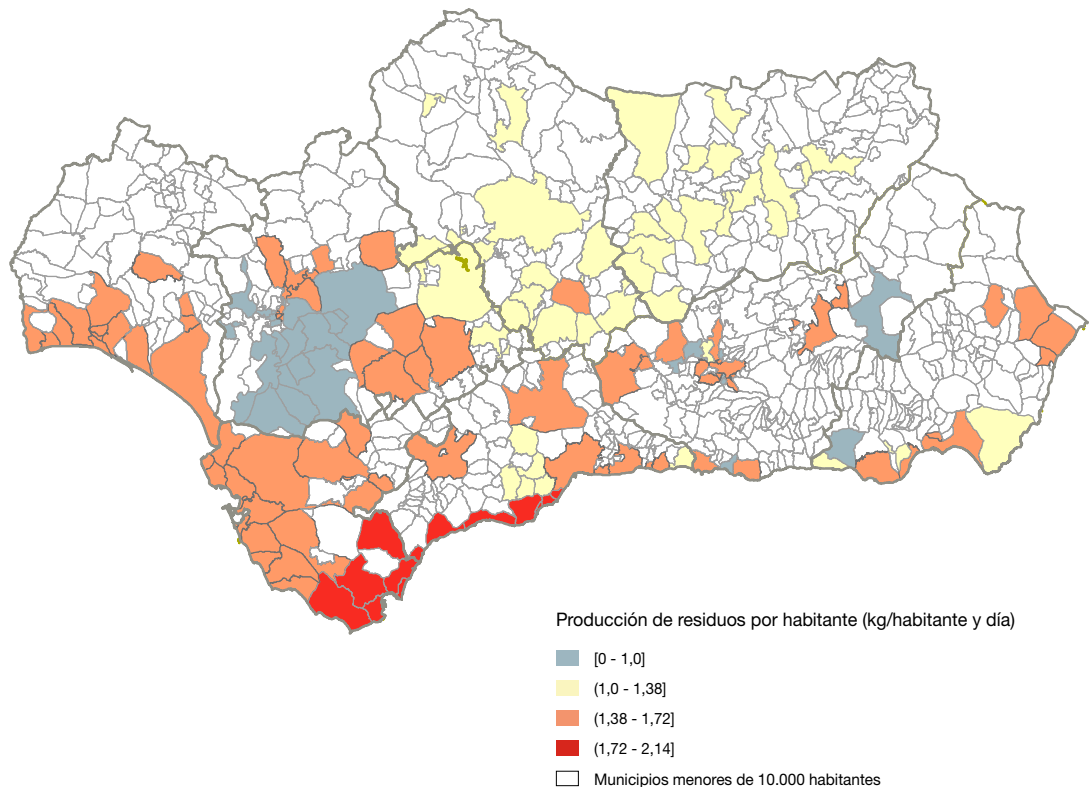 Producción de residuos por habitante (kg/habitante y día)
[0 - 1,0]
(1,0 - 1,38]
(1,38 - 1,72]
(1,72 - 2,14]
Municipios menores de 10.000 habitantes